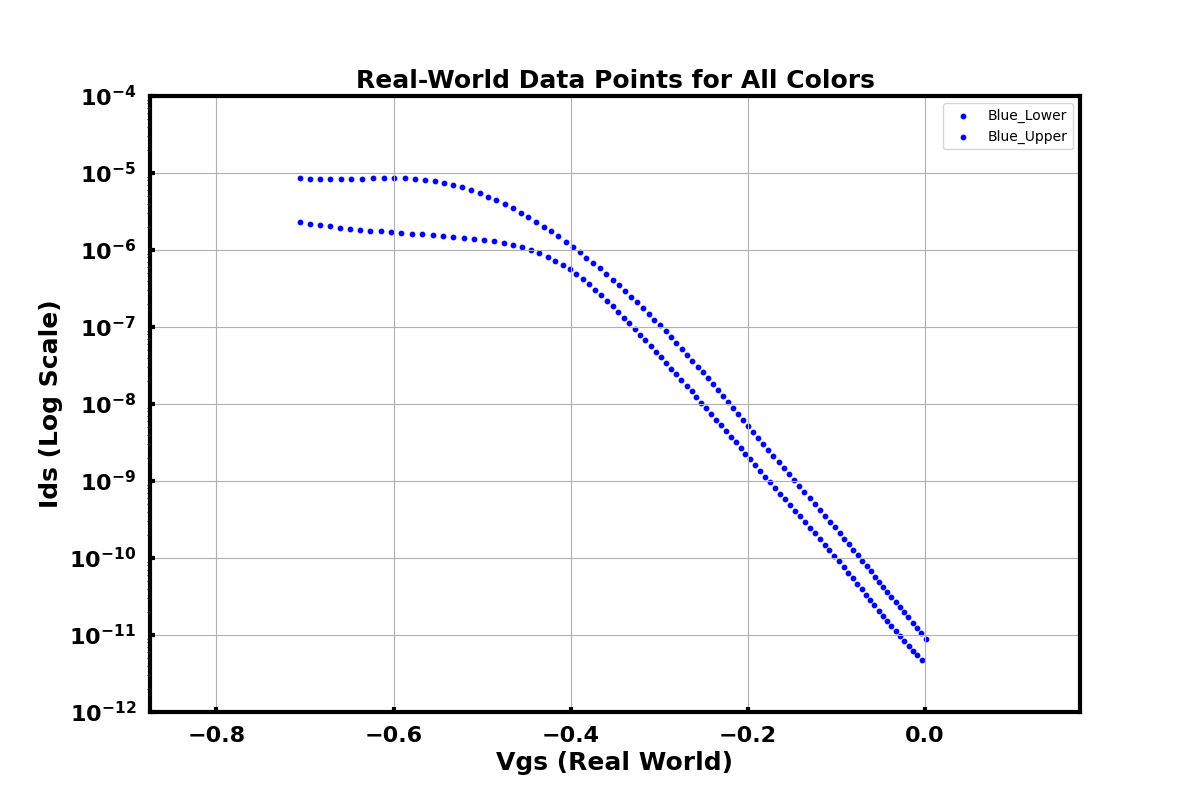 Real-World Data Points for All Colors
Blue_Lower
Blue_Upper
Ids (Log Scale)
10⁻⁴
10⁻⁵
10⁻⁶
10⁻⁷
10⁻⁸
10⁻⁹
10⁻¹⁰
10⁻¹¹
10⁻¹²
−0.8 −0.6 −0.4 −0.2 0.0
Vgs (Real World)